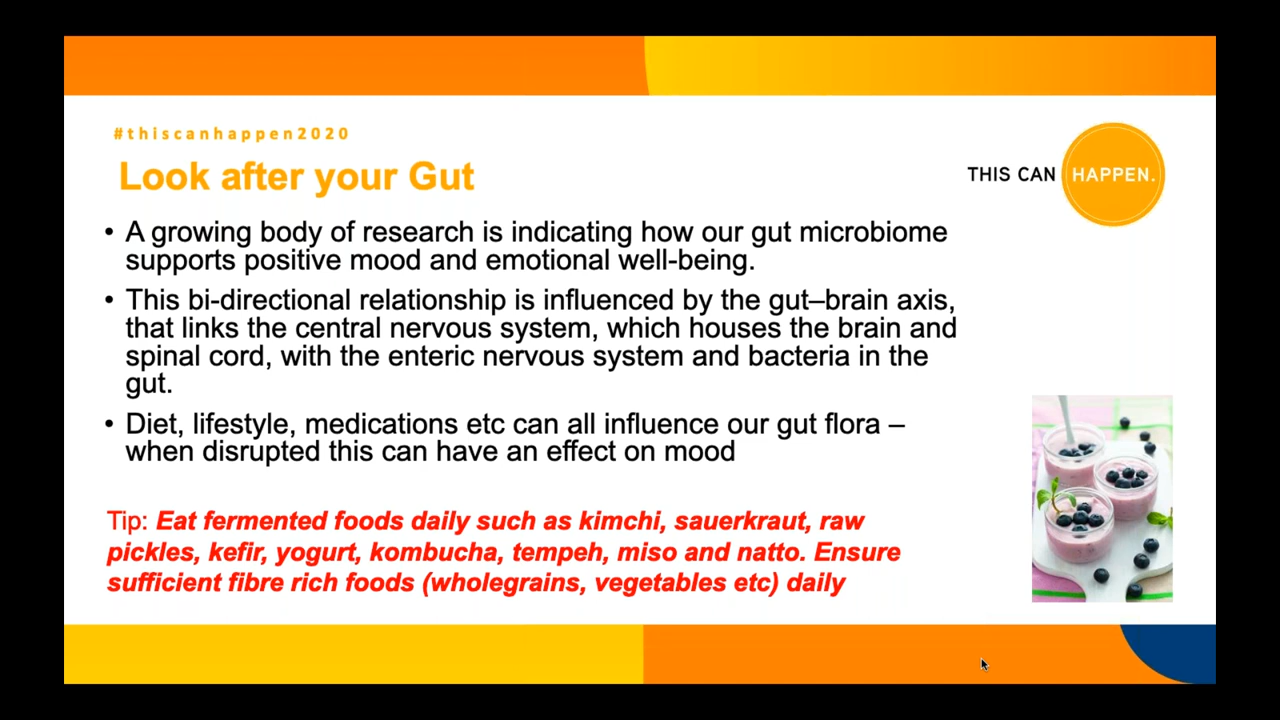 #thiscanhappen2020
Look after your Gut
THIS CAN HAPPEN.
• A growing body of research is indicating how our gut microbiome
supports positive mood and emotional well-being.
• This bi-directional relationship is influenced by the gut–brain axis,
that links the central nervous system, which houses the brain and
spinal cord, with the enteric nervous system and bacteria in the
gut.
• Diet, lifestyle, medications etc can all influence our gut flora –
when disrupted this can have an effect on mood
Tip: Eat fermented foods daily such as kimchi, sauerkraut, raw
pickles, kefir, yogurt, kombucha, tempeh, miso and natto. Ensure
sufficient fibre rich foods (wholegrains, vegetables etc) daily